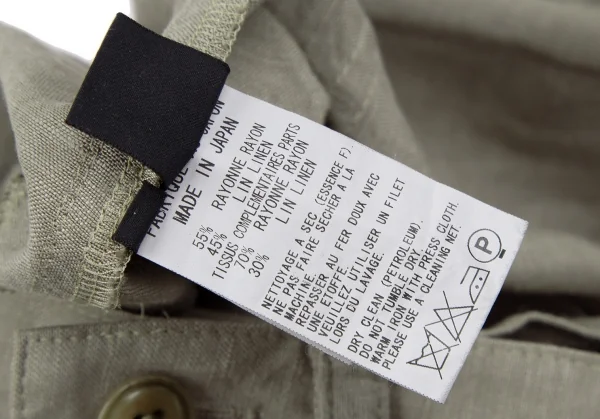 FABRIQUE DU JAPON
MADE IN JAPAN
55% RAYONNE RAYON
45% LIN LINEN
TISSUS COMPLEMENTAIRES PARTS
70% RAYONNE RAYON
30% LIN LINEN
NETTOYAGE A SEC (ESSENCE F).
NE PAS FAIRE SECHER A LA
MACHINE.
REPASSER AU FER DOUX AVEC
UNE ETOFFE.
VEUILLEZ UTILISER UN FILET
LORS DU LAVAGE.
DRY CLEAN (PETROLEUM).
DO NOT TUMBLE DRY.
WARM IRON WITH PRESS CLOTH.
PLEASE USE A CLEANING NET.
P